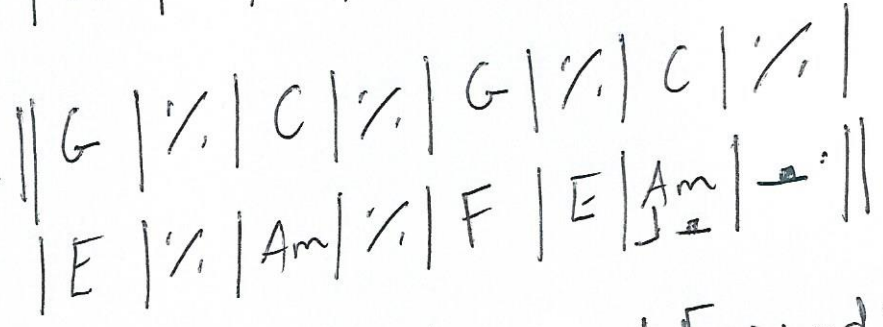 || G | % | C | % | G | % | C | % |
| E | % | Am | % | F | E | Am | 𝄼 :||